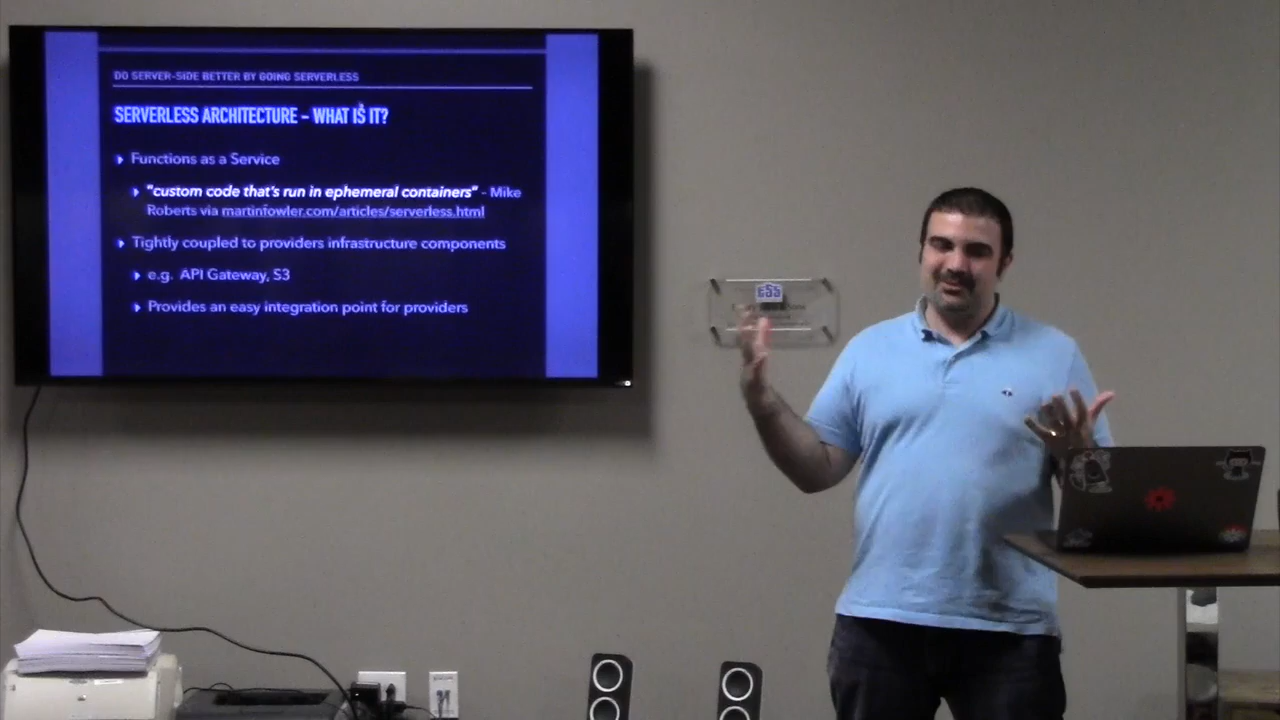 DO SERVER-SIDE BETTER BY GOING SERVERLESS
SERVERLESS ARCHITECTURE – WHAT IS IT?
Functions as a Service
"custom code that's run in ephemeral containers" - Mike
Roberts via martinfowler.com/articles/serverless.html
Tightly coupled to providers infrastructure components
e.g. API Gateway, S3
Provides an easy integration point for providers
ESS